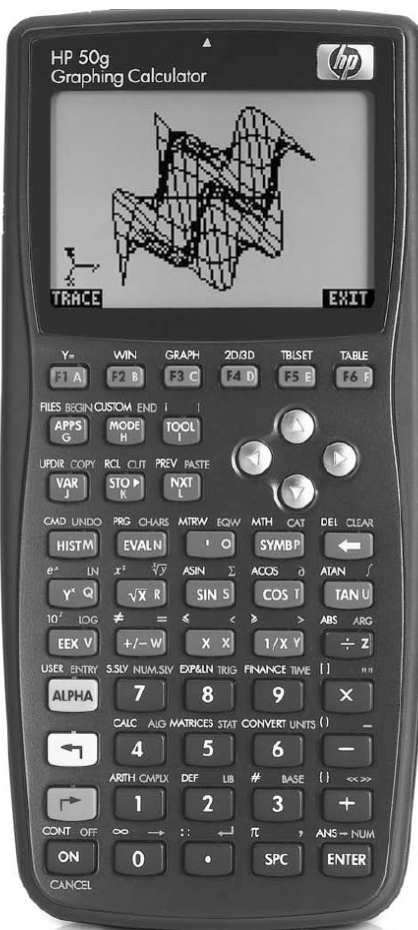 HP 50g
Graphing Calculator
hp
TRACE EXIT
Y= WIN GRAPH 2D/3D TBLSET TABLE
F1 A F2 B F3 C F4 D F5 E F6 F
FILES BEGIN CUSTOM END i I
APPS G MODE H TOOL I
UPDIR COPY RCL CUT PREV PASTE
VAR J STO▶ K NXT L
CMD UNDO PRG CHARS MTRW EQW MTH CAT DEL CLEAR
HIST M EVAL N ' O SYMB P ←
eˣ LN x² ˣ√y ASIN Σ ACOS ∂ ATAN ∫
Yˣ Q √X R SIN S COS T TAN U
10ˣ LOG ≠ = ≤ < ≥ > ABS ARG
EEX V +/- W X X 1/X Y ÷ Z
USER ENTRY S.SLV NUM.SLV EXP&LN TRIG FINANCE TIME [ ] " "
ALPHA 7 8 9 ×
CALC ALG MATRICES STAT CONVERT UNITS ( ) _
↰ 4 5 6 −
ARITH CMPLX DEF LIB # BASE { } << >>
↱ 1 2 3 +
CONT OFF ∞ → : : ↵ π , ANS → NUM
ON 0 • SPC ENTER
CANCEL